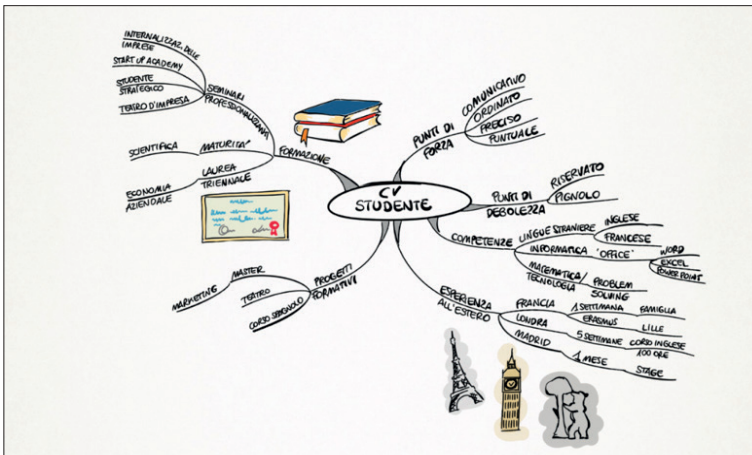 CV
STUDENTE
FORMAZIONE
SEMINARI
PROFESSIONALIZZANTI
INTERNALIZZAZ. DELLE
IMPRESE
START UP ACADEMY
STUDENTE
STRATEGICO
TEATRO D'IMPRESA
MATURITA'
SCIENTIFICA
LAUREA
TRIENNALE
ECONOMIA
AZIENDALE
PROGETTI
FORMATIVI
MASTER
MARKETING
TEATRO
CORSO SPAGNOLO
PUNTI DI
FORZA
COMUNICATIVO
ORDINATO
PRECISO
PUNTUALE
PUNTI DI
DEBOLEZZA
RISERVATO
PIGNOLO
COMPETENZE
LINGUE STRANIERE
INGLESE
FRANCESE
INFORMATICA
"OFFICE"
WORD
EXCEL
POWERPOINT
MATEMATICA/
TECNOLOGIA
PROBLEM
SOLVING
ESPERIENZA
ALL'ESTERO
FRANCIA
1 SETTIMANA
FAMIGLIA
ERASMUS
LILLE
LONDRA
5 SETTIMANE
CORSO INGLESE
100 ORE
MADRID
1 MESE
STAGE